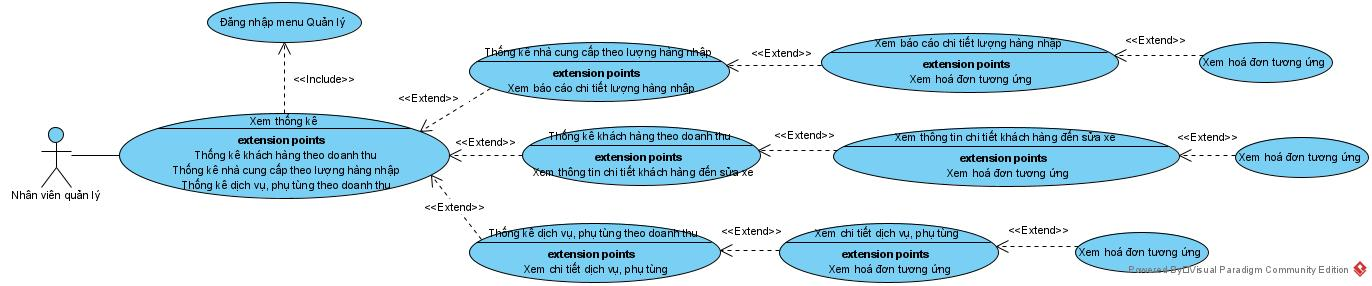 Đăng nhập menu Quản lý
<<Include>>
Nhân viên quản lý
Xem thống kê
extension points
Thống kê khách hàng theo doanh thu
Thống kê nhà cung cấp theo lượng hàng nhập
Thống kê dịch vụ, phụ tùng theo doanh thu
<<Extend>>
Thống kê nhà cung cấp theo lượng hàng nhập
extension points
Xem báo cáo chi tiết lượng hàng nhập
<<Extend>>
Xem báo cáo chi tiết lượng hàng nhập
extension points
Xem hoá đơn tương ứng
<<Extend>>
Xem hoá đơn tương ứng
<<Extend>>
Thống kê khách hàng theo doanh thu
extension points
Xem thông tin chi tiết khách hàng đến sửa xe
<<Extend>>
Xem thông tin chi tiết khách hàng đến sửa xe
extension points
Xem hoá đơn tương ứng
<<Extend>>
Xem hoá đơn tương ứng
<<Extend>>
Thống kê dịch vụ, phụ tùng theo doanh thu
extension points
Xem chi tiết dịch vụ, phụ tùng
<<Extend>>
Xem chi tiết dịch vụ, phụ tùng
extension points
Xem hoá đơn tương ứng
<<Extend>>
Xem hoá đơn tương ứng
Powered By Visual Paradigm Community Edition